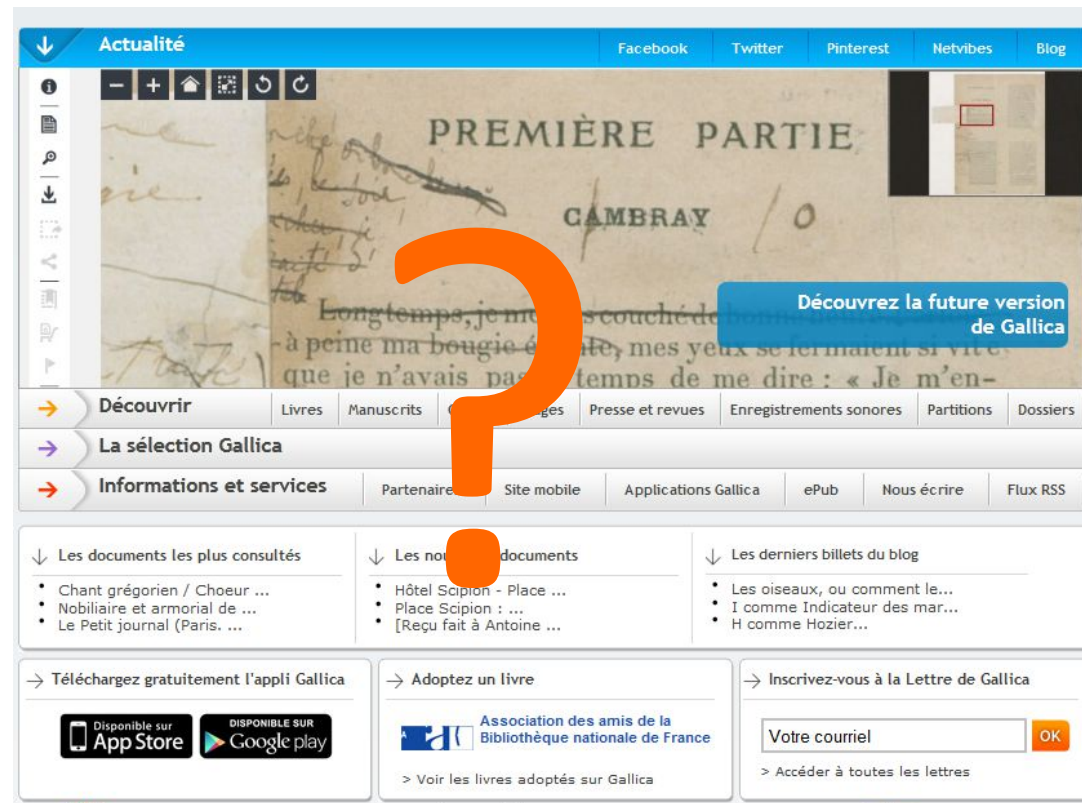 Actualité
Facebook Twitter Pinterest Netvibes Blog
PREMIÈRE PARTIE
CAMBRAY
10
Découvrez la future version
de Gallica
Longtemps, je me couché de bonne heure.
à peine ma bougie mes yeux se fermaient si vite
que je n'avais pas temps de me dire : « Je m'en-
Découvrir Livres Manuscrits Presse et revues Enregistrements sonores Partitions Dossiers
La sélection Gallica
Informations et services Site mobile Applications Gallica ePub Nous écrire Flux RSS
Les documents les plus consultés
Chant grégorien / Choeur ...
Nobiliaire et armorial de ...
Le Petit journal (Paris. ...
Les documents
Hôtel Scipion - Place ...
Place Scipion : ...
[Reçu fait à Antoine ...
Les derniers billets du blog
Les oiseaux, ou comment le...
I comme Indicateur des mar...
H comme Hozier...
Téléchargez gratuitement l'appli Gallica
Disponible sur
App Store
DISPONIBLE SUR
Google play
Adoptez un livre
Association des amis de la
Bibliothèque nationale de France
> Voir les livres adoptés sur Gallica
Inscrivez-vous à la Lettre de Gallica
Votre courriel OK
> Accéder à toutes les lettres
?